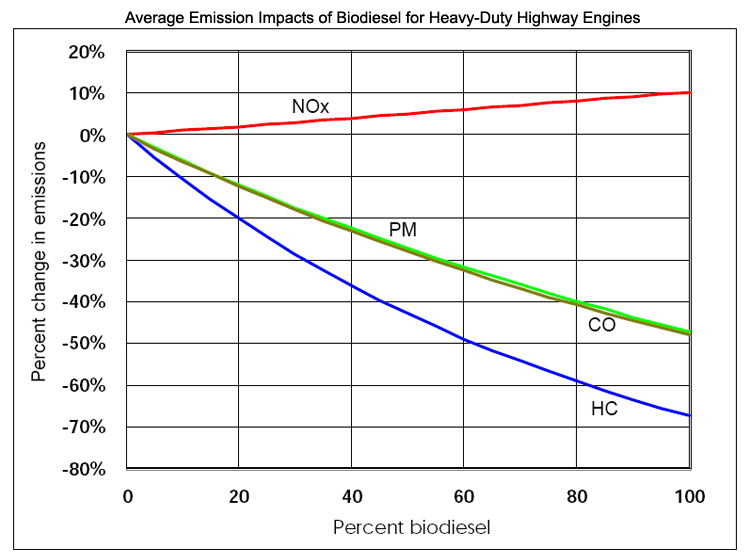 Average Emission Impacts of Biodiesel for Heavy-Duty Highway Engines
20%
10%
0%
-10%
-20%
-30%
-40%
-50%
-60%
-70%
-80%
Percent change in emissions
NOx
PM
CO
HC
0 20 40 60 80 100
Percent biodiesel